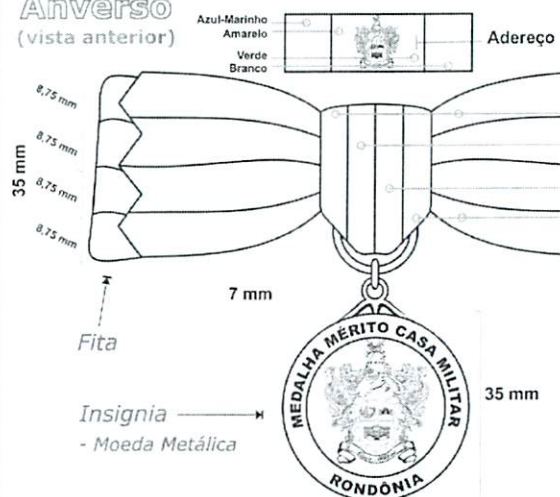 Anverso
(vista anterior)
Azul-Marinho
Amarelo
Verde
Branco
Adereço
8,75 mm
8,75 mm
8,75 mm
8,75 mm
35 mm
7 mm
Fita
Insignia
- Moeda Metálica
MEDALHA MÉRITO CASA MILITAR
RONDÔNIA
35 mm